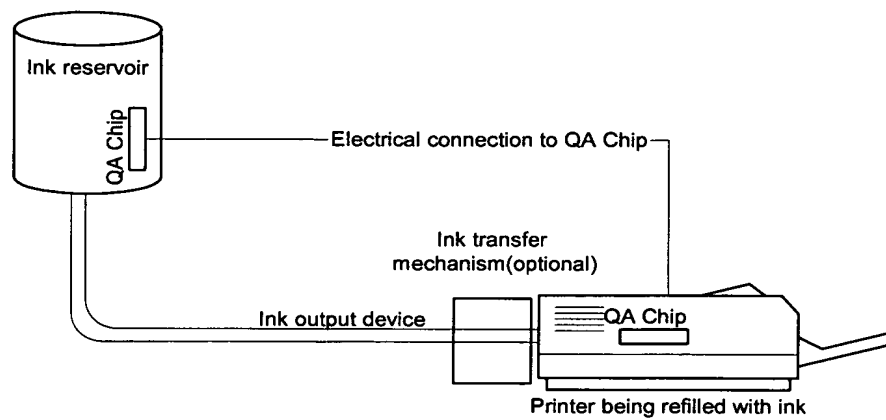 Ink reservoir
QA Chip
Electrical connection to QA Chip
Ink transfer
mechanism(optional)
Ink output device
QA Chip
Printer being refilled with ink